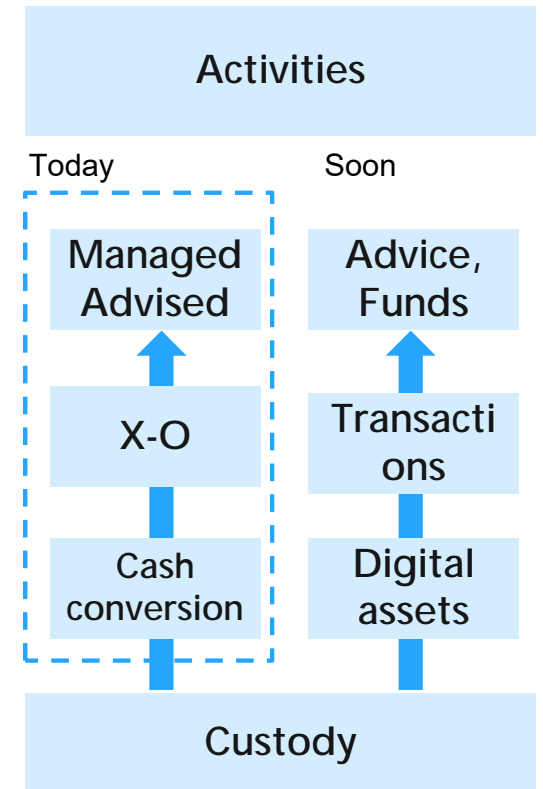 Activities
Today
Soon
Managed
Advised
Advice,
Funds
X-O
Transacti
ons
Cash
conversion
Digital
assets
Custody